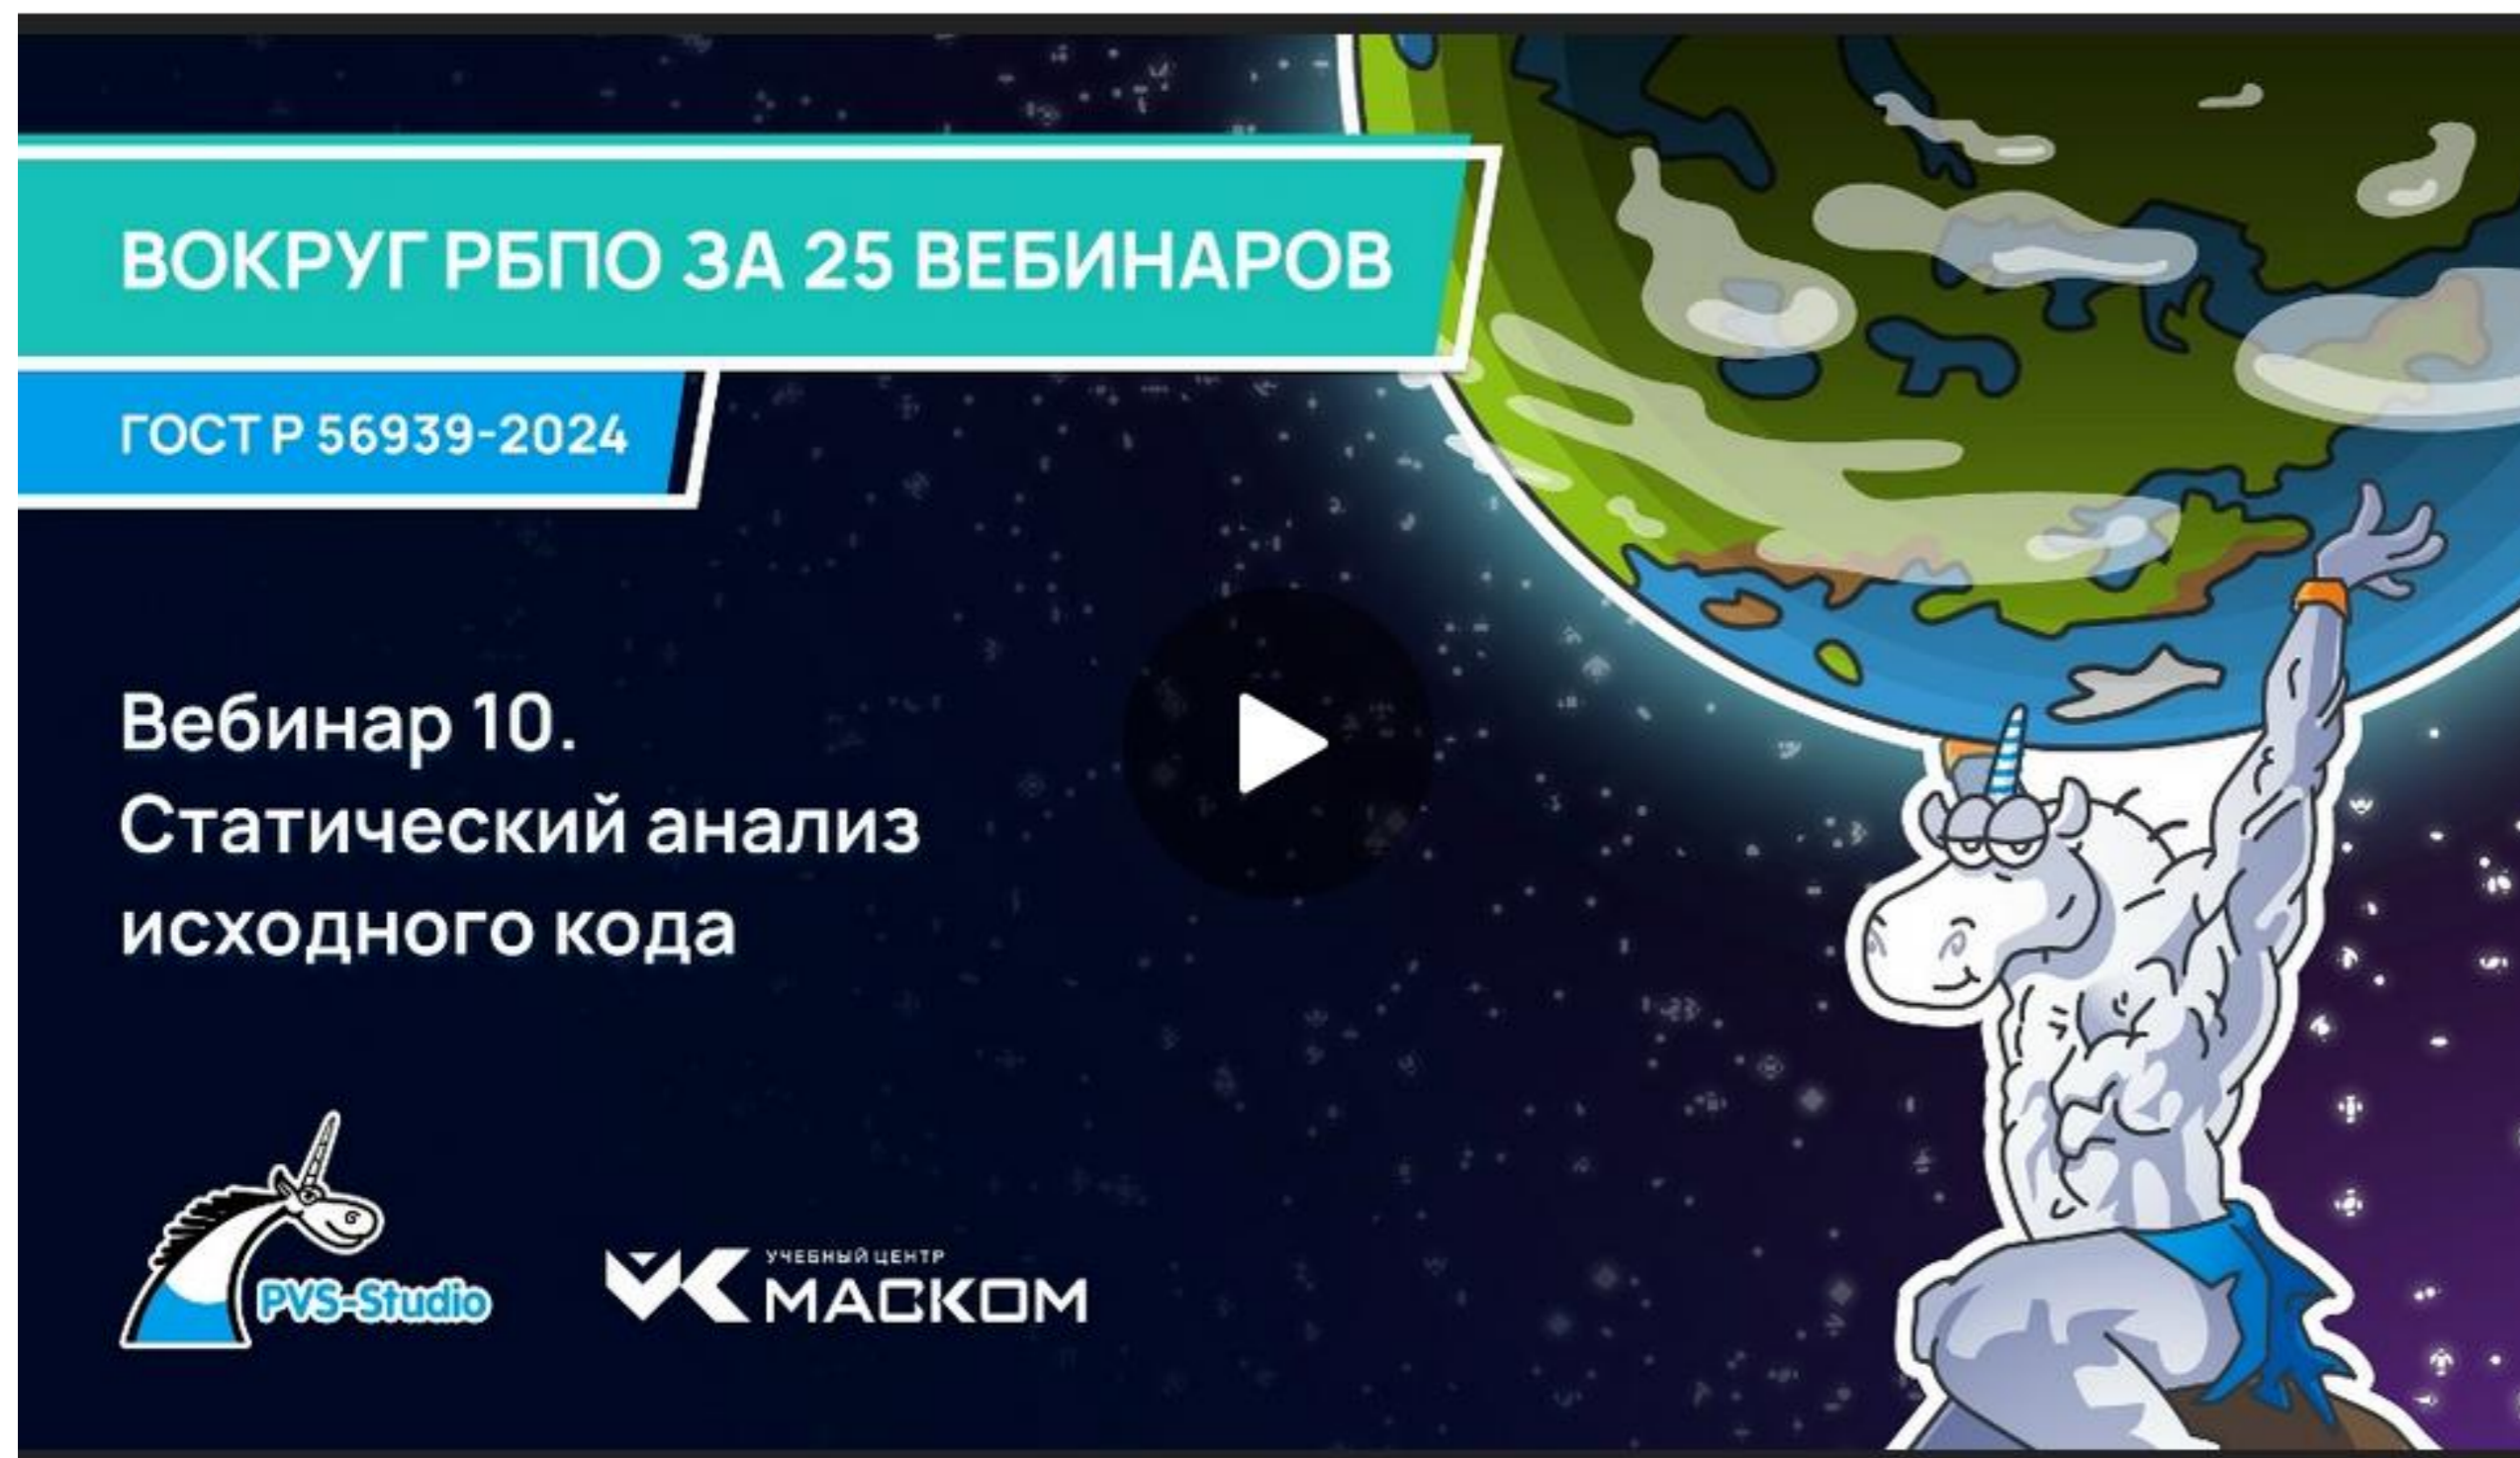 ВОКРУГ РБПО ЗА 25 ВЕБИНАРОВ
ГОСТ Р 56939-2024
Вебинар 10.
Статический анализ
исходного кода
PVS-Studio
УЧЕБНЫЙ ЦЕНТР
МАСКОМ